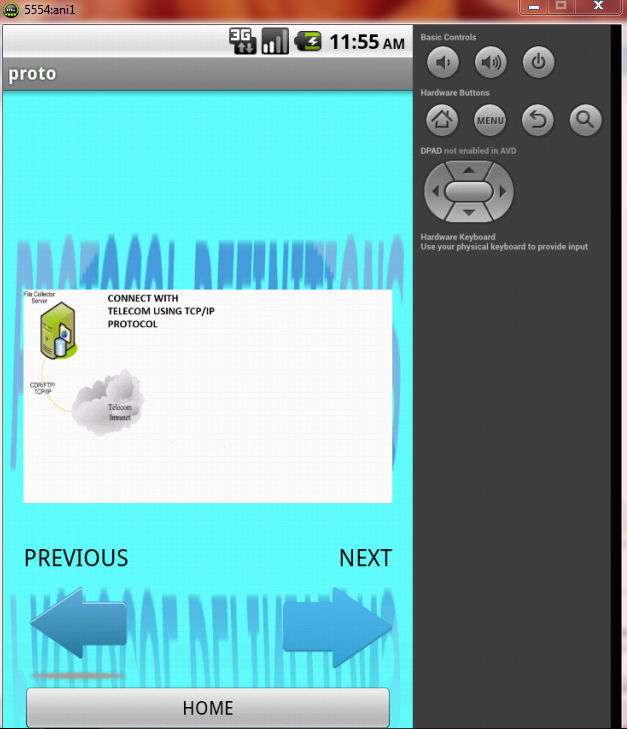 5554:ani1
3G
11:55 AM
proto
File Collector
Server
CONNECT WITH
TELECOM USING TCP/IP
PROTOCOL
CDR/FTP/
TCP/IP
Telecom
Intranet
PREVIOUS
NEXT
HOME
Basic Controls
Hardware Buttons
MENU
DPAD not enabled in AVD
Hardware Keyboard
Use your physical keyboard to provide input